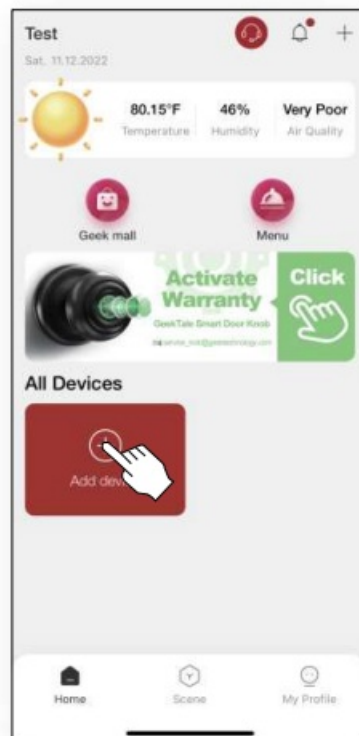 Test
Sat, 11.12.2022
80.15°F 46% Very Poor
Temperature Humidity Air Quality
Geek mall Menu
Activate Click
Warranty
GeekTale Smart Door Knob
All Devices
Add
Home Scene My Profile